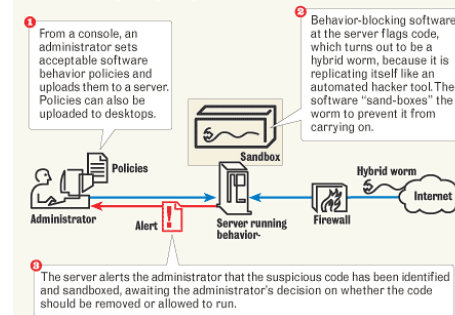 1
From a console, an
administrator sets
acceptable software
behavior policies and
uploads them to a server.
Policies can also be
uploaded to desktops.
2
Behavior-blocking software
at the server flags code,
which turns out to be a
hybrid worm, because it is
replicating itself like an
automated hacker tool. The
software “sand-boxes” the
worm to prevent it from
carrying on.
Sandbox
Policies
Hybrid worm
Internet
Administrator
Alert
Server running
behavior-
Firewall
3
The server alerts the administrator that the suspicious code has been identified
and sandboxed, awaiting the administrator’s decision on whether the code
should be removed or allowed to run.